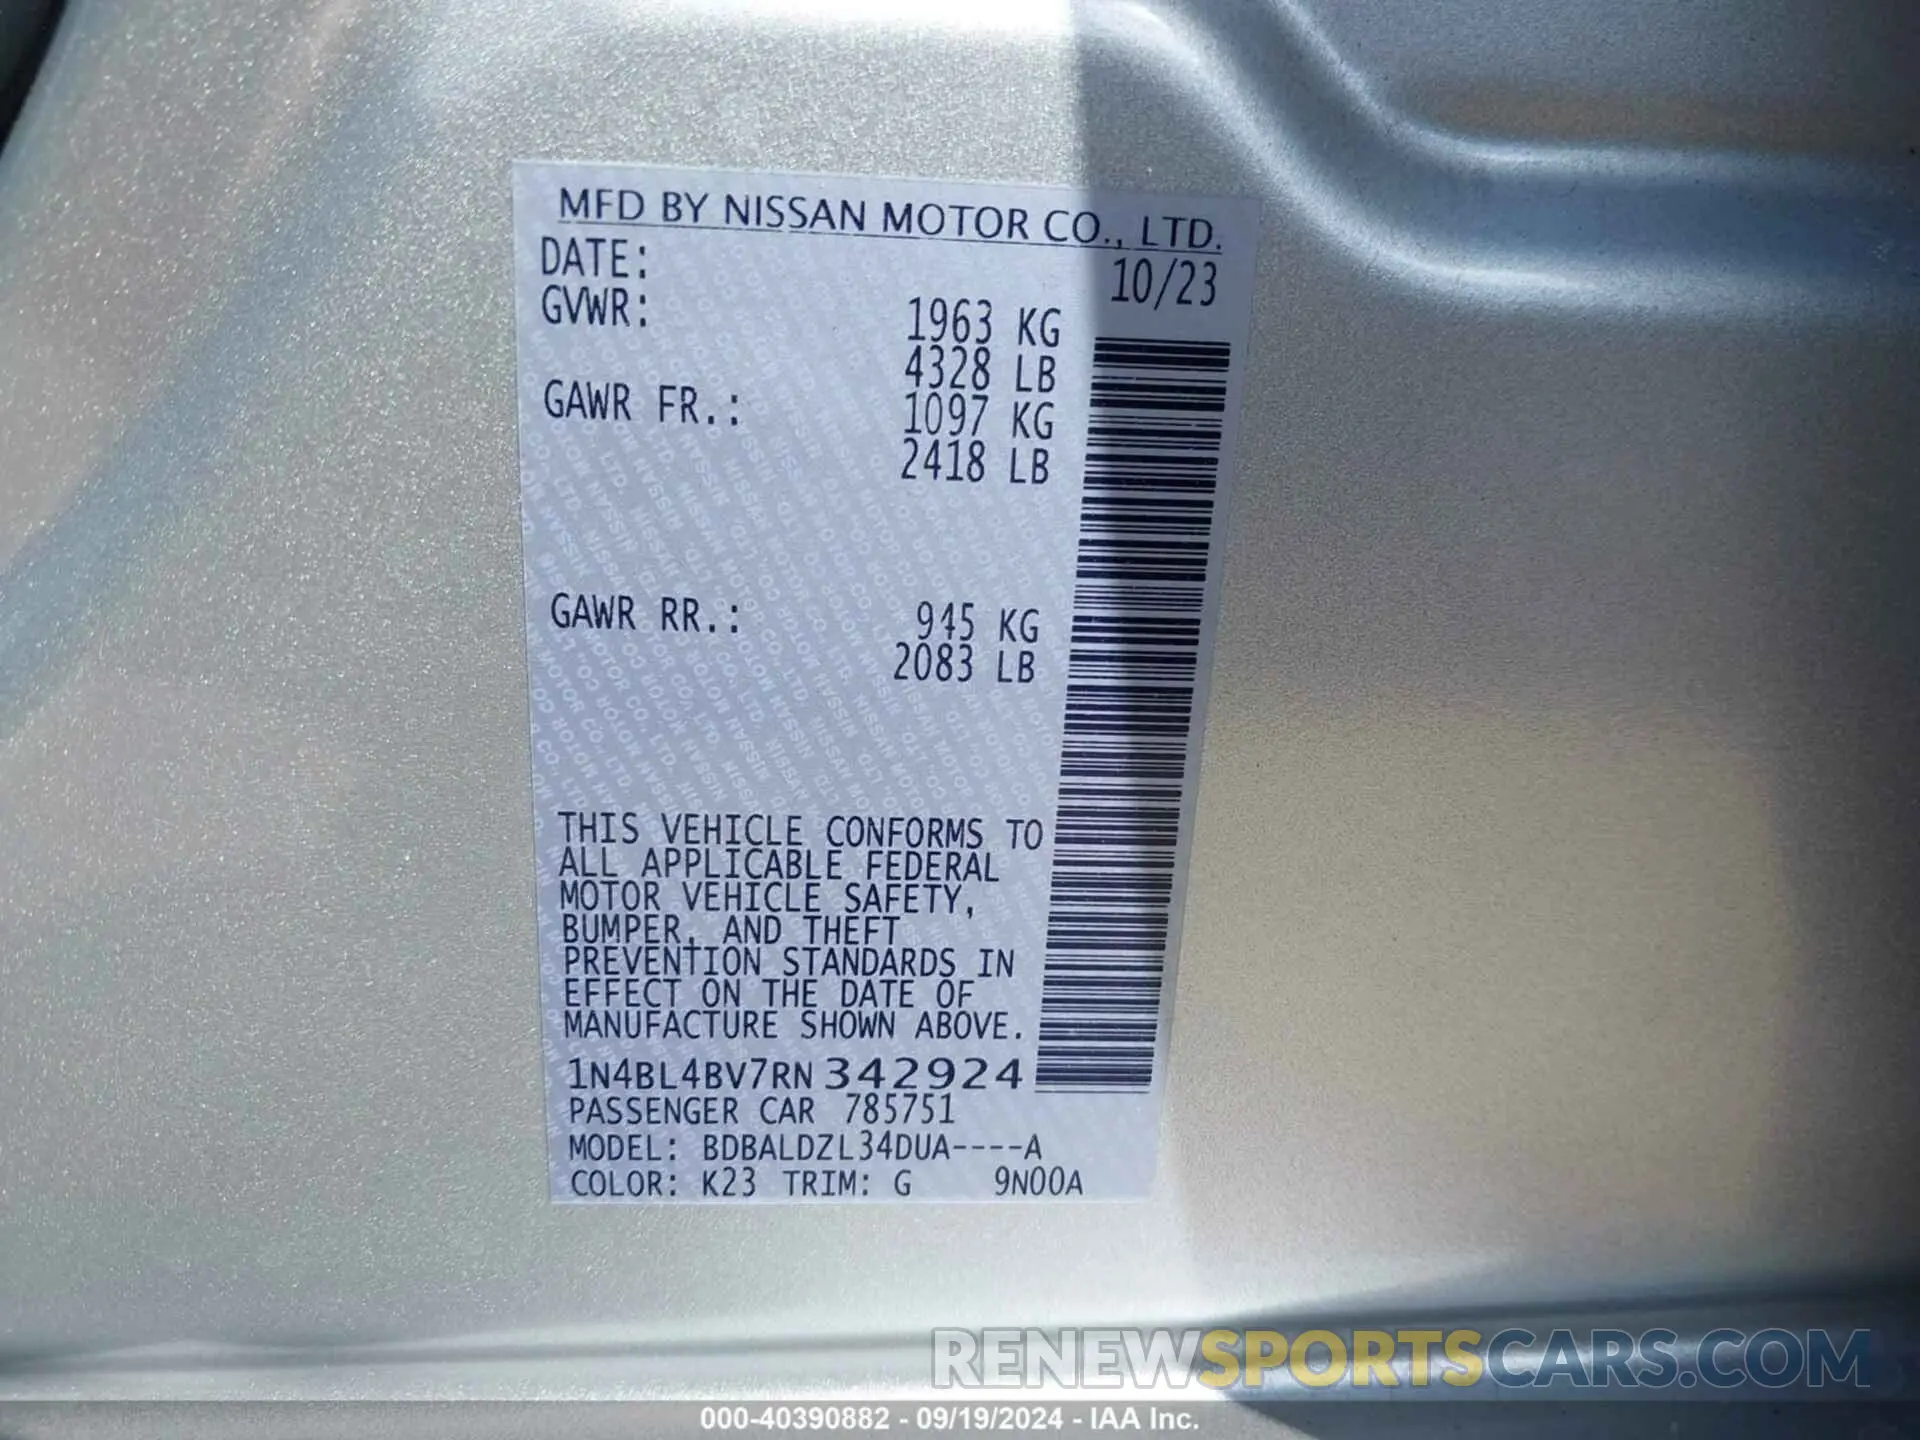 MFD BY NISSAN MOTOR CO., LTD.
DATE: 10/23
GVWR: 1963 KG
4328 LB
GAWR FR.: 1097 KG
2418 LB
GAWR RR.: 945 KG
2083 LB
THIS VEHICLE CONFORMS TO
ALL APPLICABLE FEDERAL
MOTOR VEHICLE SAFETY,
BUMPER, AND THEFT
PREVENTION STANDARDS IN
EFFECT ON THE DATE OF
MANUFACTURE SHOWN ABOVE.
1N4BL4BV7RN342924
PASSENGER CAR 785751
MODEL: BDBALDZL34DUA----A
COLOR: K23 TRIM: G 9N00A
RENEWSPORTSCARS.COM
000-40390882 - 09/19/2024 - IAA Inc.